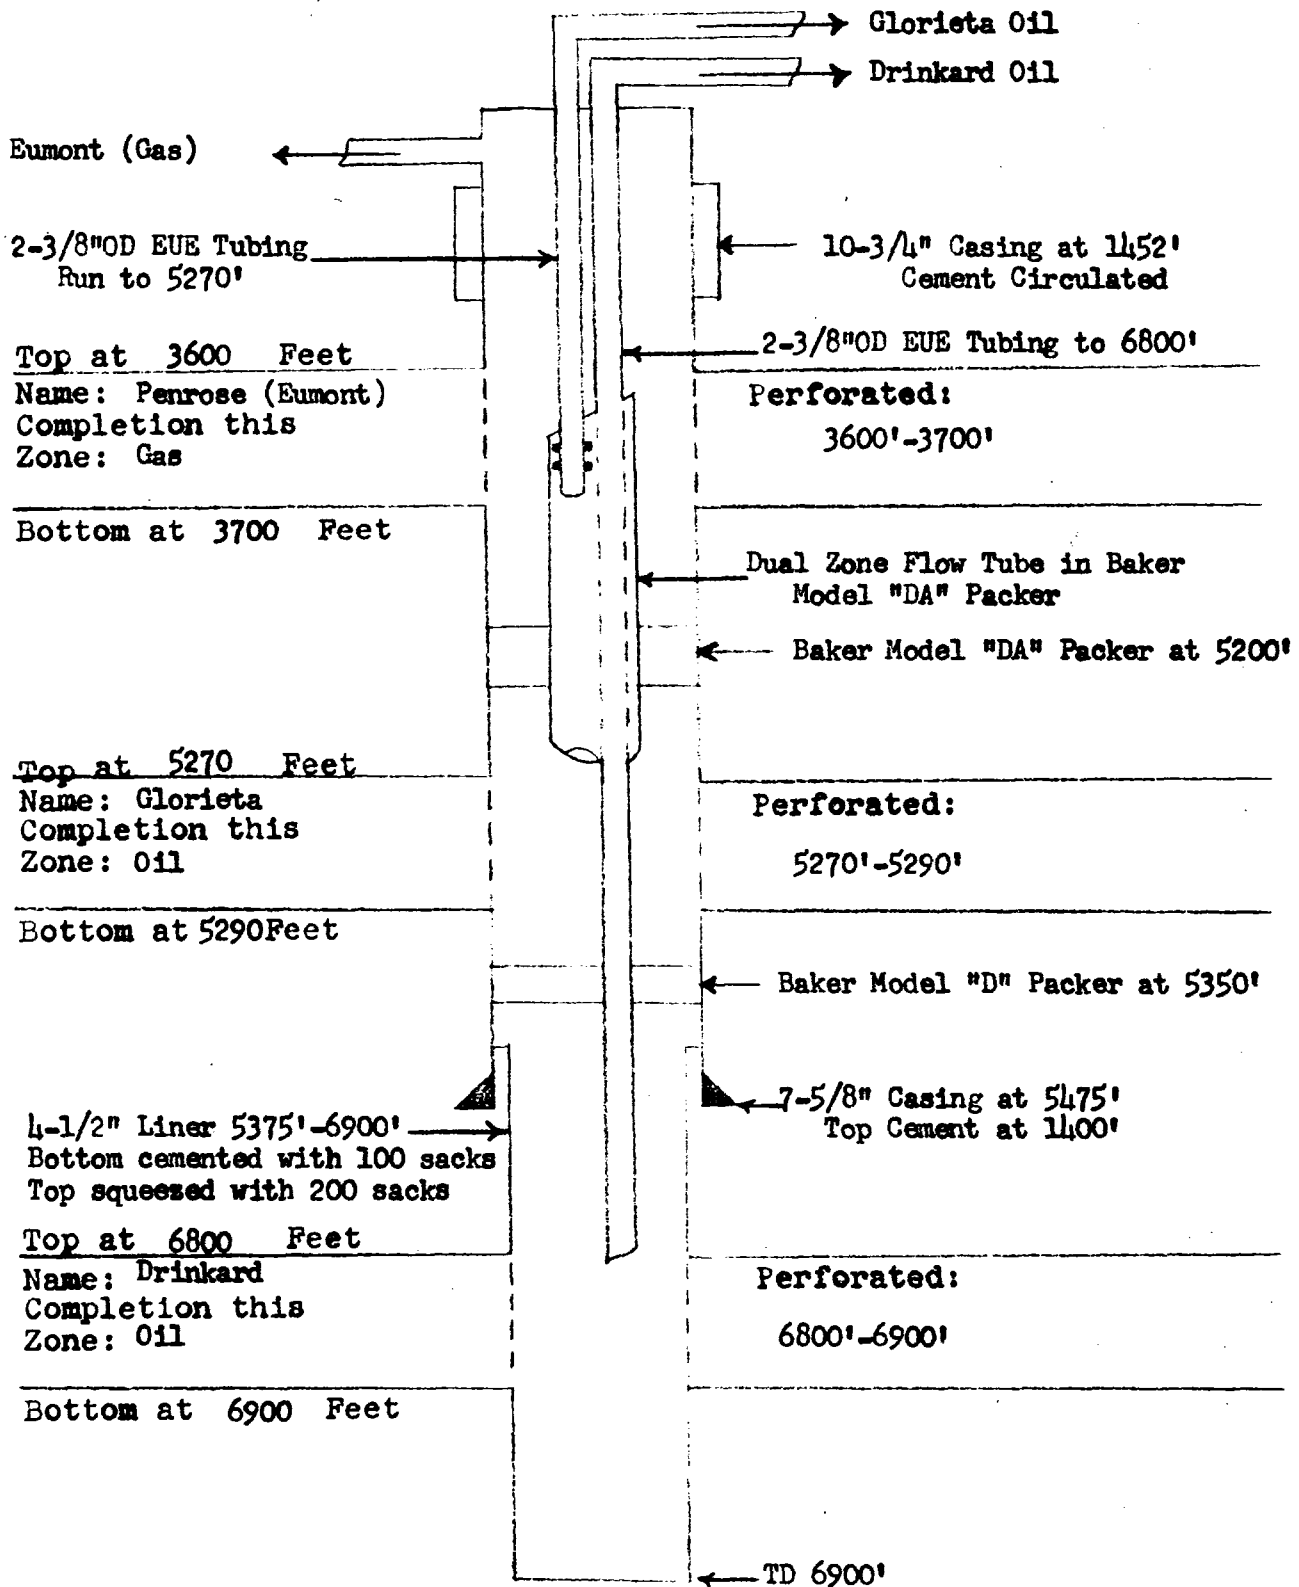 Glorieta Oil
Drinkard Oil
Eumont (Gas)
2-3/8"OD EUE Tubing
Run to 5270'
10-3/4" Casing at 1452'
Cement Circulated
2-3/8"OD EUE Tubing to 6800'
Top at 3600 Feet
Name: Penrose (Eumont)
Completion this
Zone: Gas
Perforated:
3600'-3700'
Bottom at 3700 Feet
Dual Zone Flow Tube in Baker
Model "DA" Packer
Baker Model "DA" Packer at 5200'
Top at 5270 Feet
Name: Glorieta
Completion this
Zone: Oil
Perforated:
5270'-5290'
Bottom at 5290 Feet
Baker Model "D" Packer at 5350'
7-5/8" Casing at 5475'
Top Cement at 1400'
4-1/2" Liner 5375'-6900'
Bottom cemented with 100 sacks
Top squeezed with 200 sacks
Top at 6800 Feet
Name: Drinkard
Completion this
Zone: Oil
Perforated:
6800'-6900'
Bottom at 6900 Feet
TD 6900'